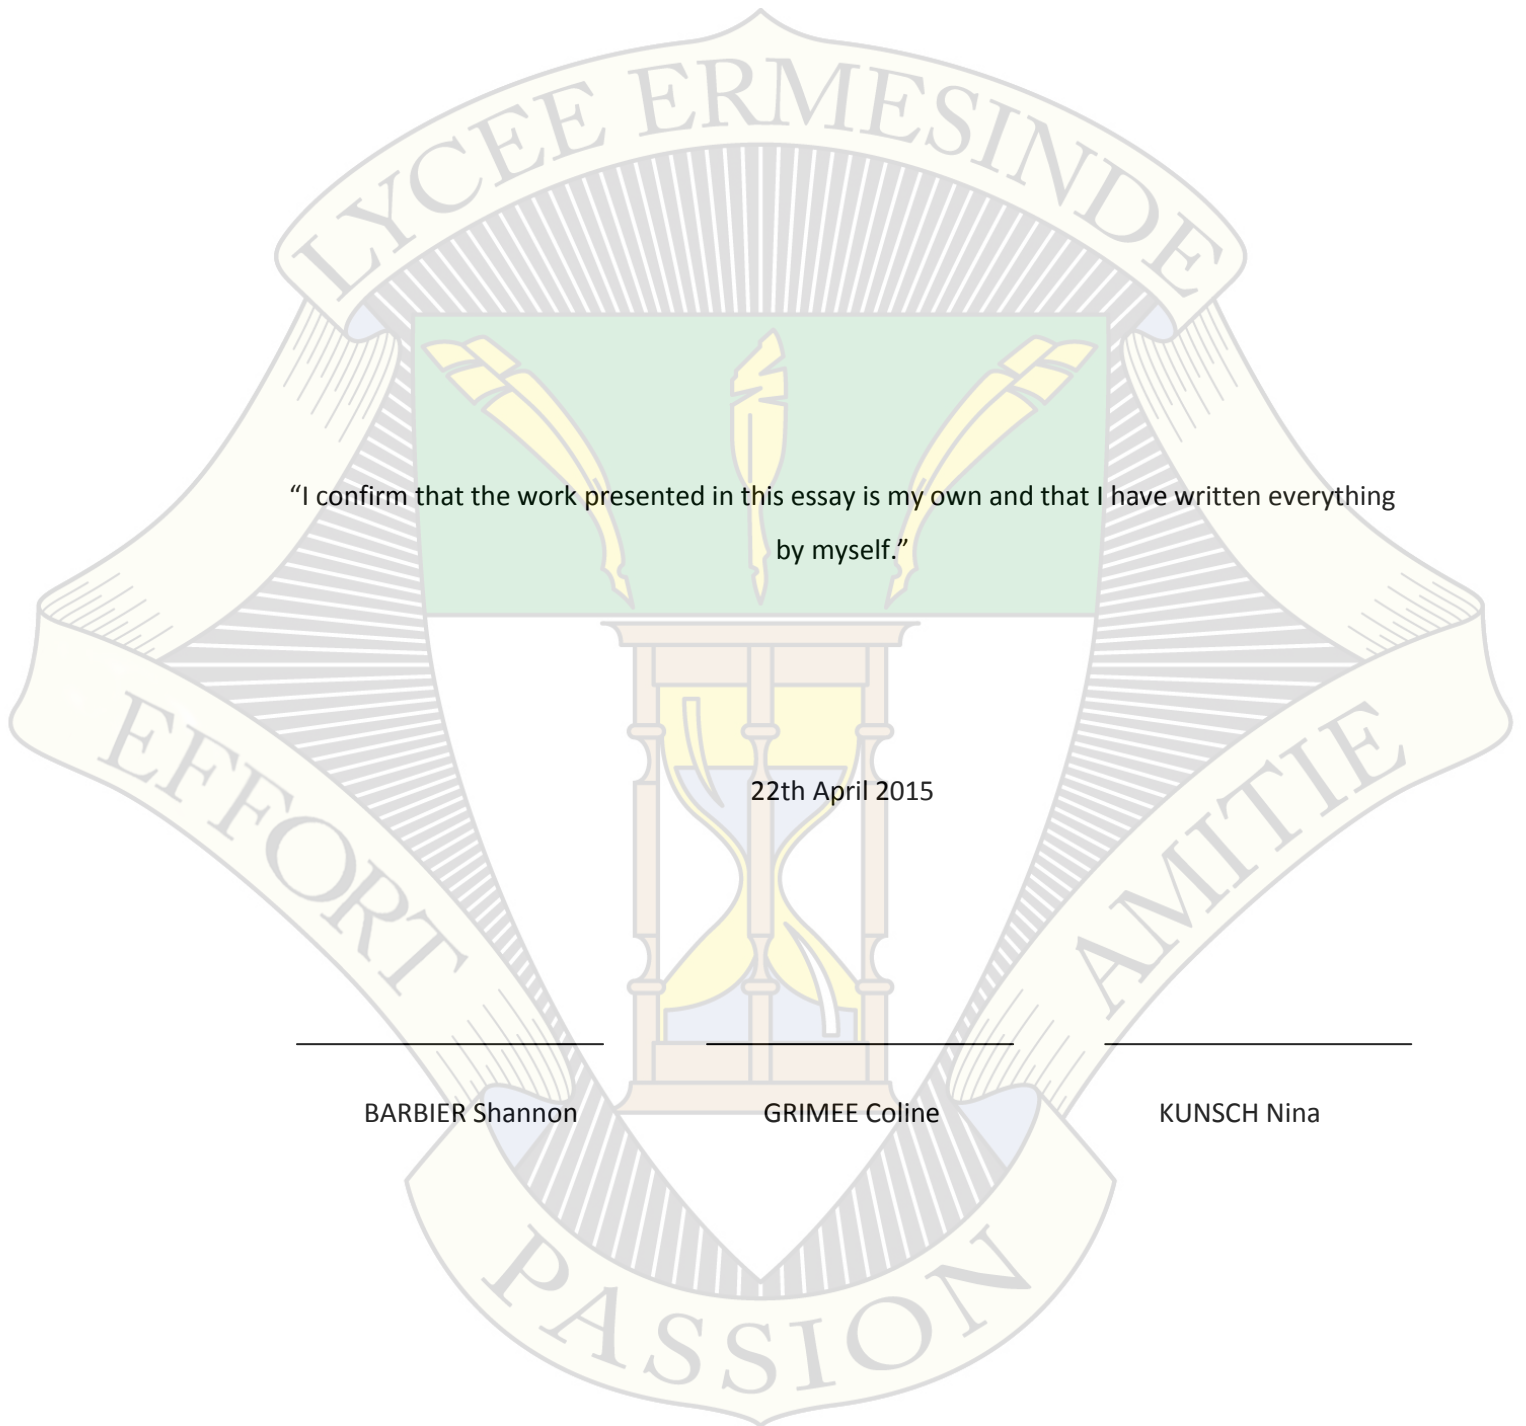 LYCEE ERMESINDE
“I confirm that the work presented in this essay is my own and that I have written everything
by myself.”
22th April 2015
EFFORT
AMITIE
BARBIER Shannon GRIMEE Coline KUNSCH Nina
PASSION